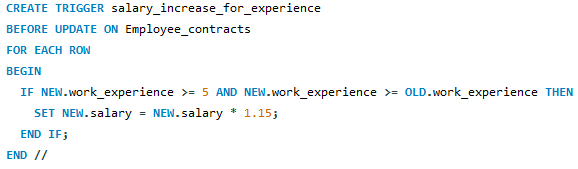 CREATE TRIGGER salary_increase_for_experience
BEFORE UPDATE ON Employee_contracts
FOR EACH ROW
BEGIN
  IF NEW.work_experience >= 5 AND NEW.work_experience >= OLD.work_experience THEN
    SET NEW.salary = NEW.salary * 1.15;
  END IF;
END //